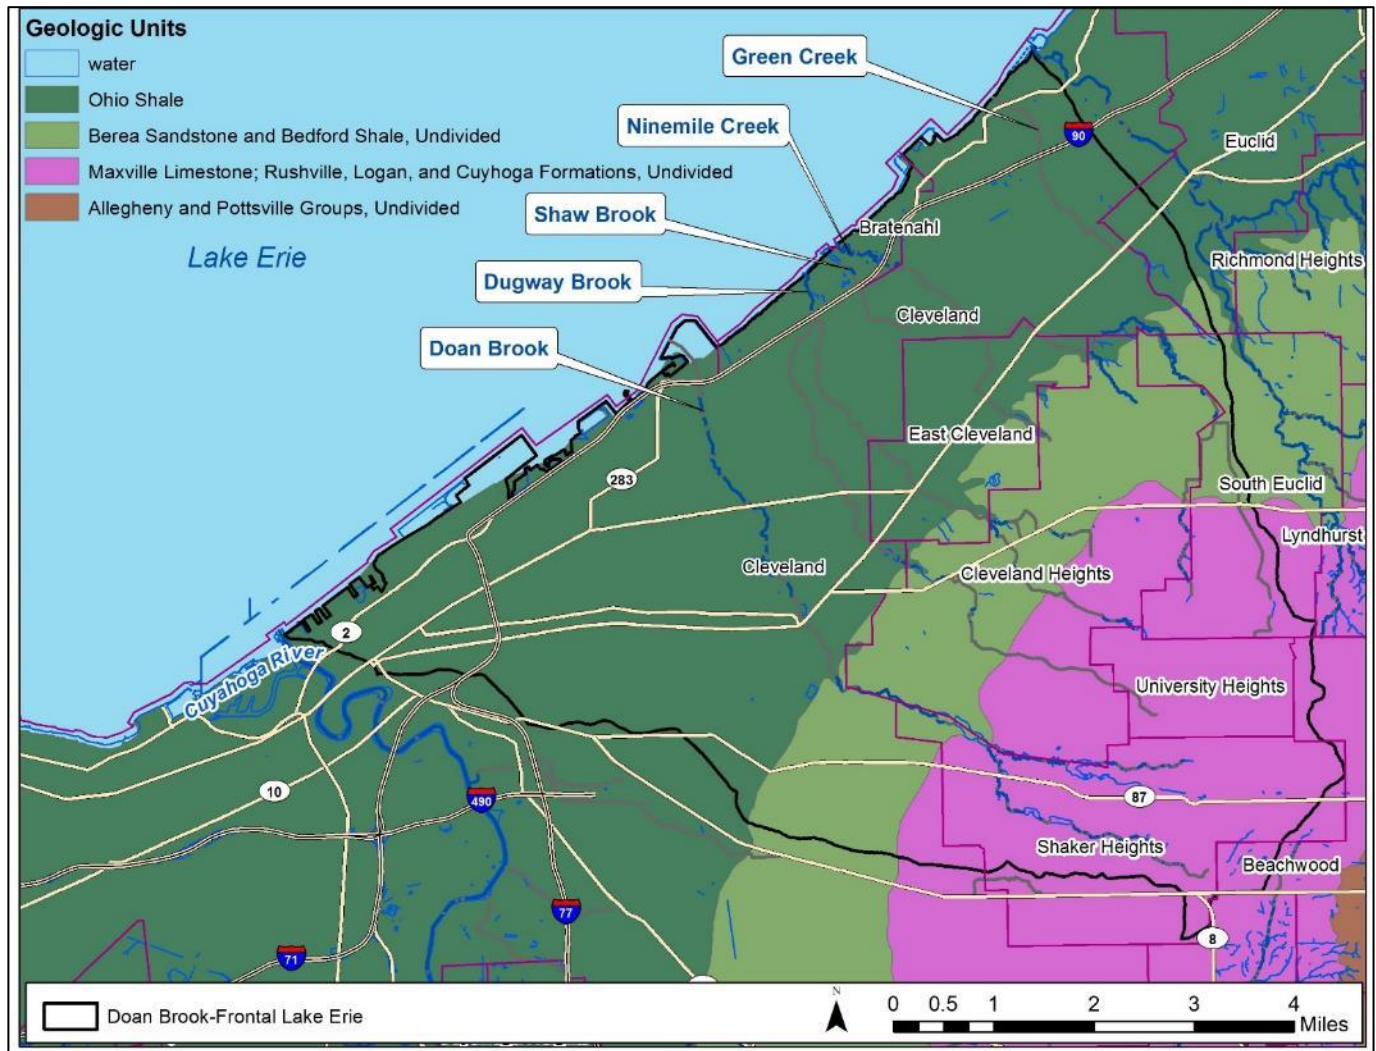 Geologic Units
water
Ohio Shale
Berea Sandstone and Bedford Shale, Undivided
Maxville Limestone; Rushville, Logan, and Cuyhoga Formations, Undivided
Allegheny and Pottsville Groups, Undivided
Lake Erie
Green Creek
Ninemile Creek
Shaw Brook
Dugway Brook
Doan Brook
90
Euclid
Bratenahl
Richmond Heights
Cleveland
East Cleveland
283
South Euclid
Lyndhurst
Cleveland
Cleveland Heights
2
Cuyahoga River
University Heights
10
490
87
Shaker Heights
Beachwood
77
8
71
Doan Brook-Frontal Lake Erie
N
0 0.5 1 2 3 4
Miles